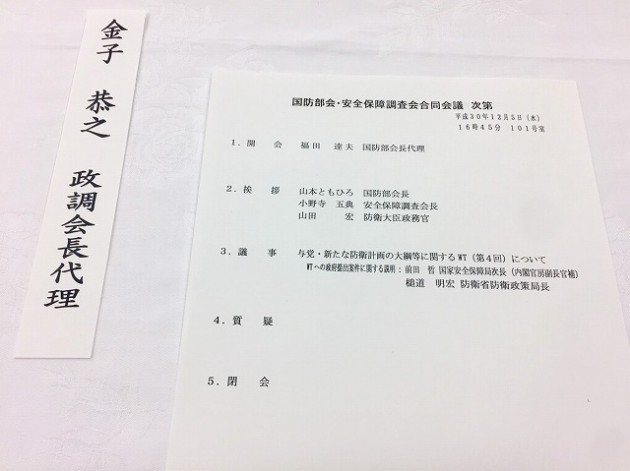 金子 恭之 政調会長代理
国防部会・安全保障調査会合同会議 次第
平成30年12月5日(水)
16時45分 101号室
1.開 会 福田 達夫 国防部会長代理
2.挨 拶 山本ともひろ 国防部会長
小野寺 五典 安全保障調査会長
山田 宏 防衛大臣政務官
3.議 事 与党・新たな防衛計画の大綱等に関するWT(第4回)について
WTへの政府提出案件に関する説明:前田 哲 国家安全保障局次長(内閣官房副長官補)
槌道 明宏 防衛省防衛政策局長
4.質 疑
5.閉 会